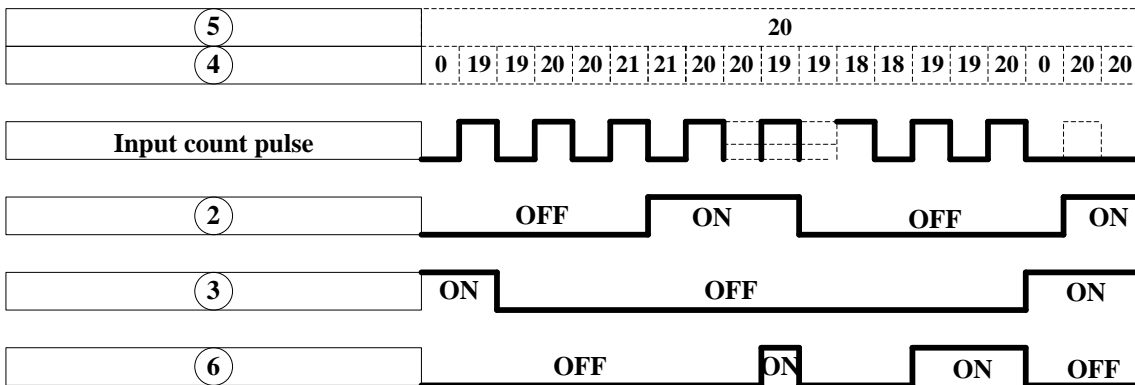 ⑤ 20
④ 0 19 19 20 20 21 21 20 20 19 19 18 18 19 19 20 0 20 20
Input count pulse
② OFF ON OFF ON
③ ON OFF ON
⑥ OFF ON ON OFF